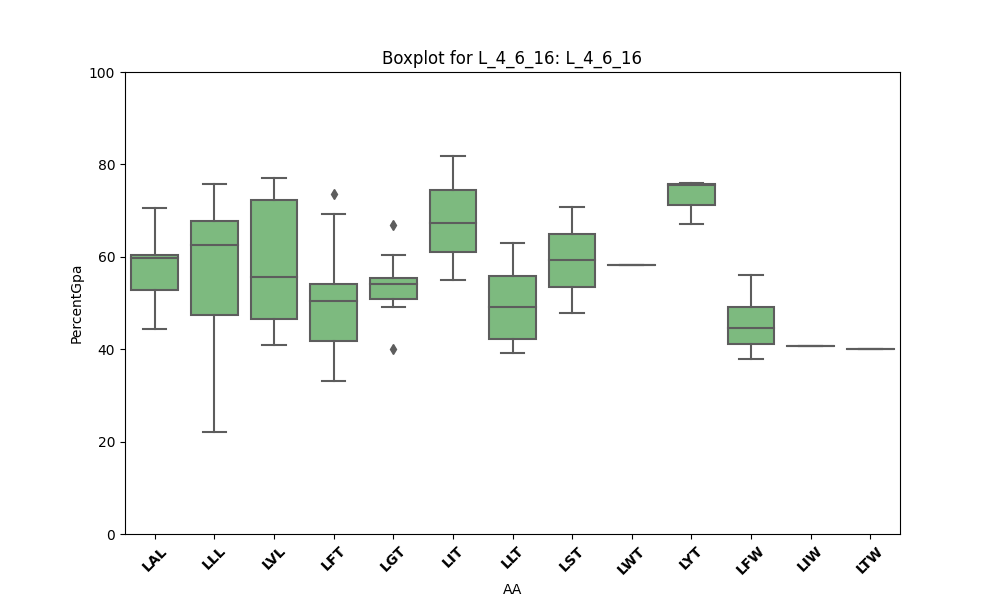 Boxplot for L_4_6_16: L_4_6_16
PercentGpa
100
80
60
40
20
0
LAL LLL LVL LFT LGT LIT LLT LST LWT LYT LFW LIW LTW
AA